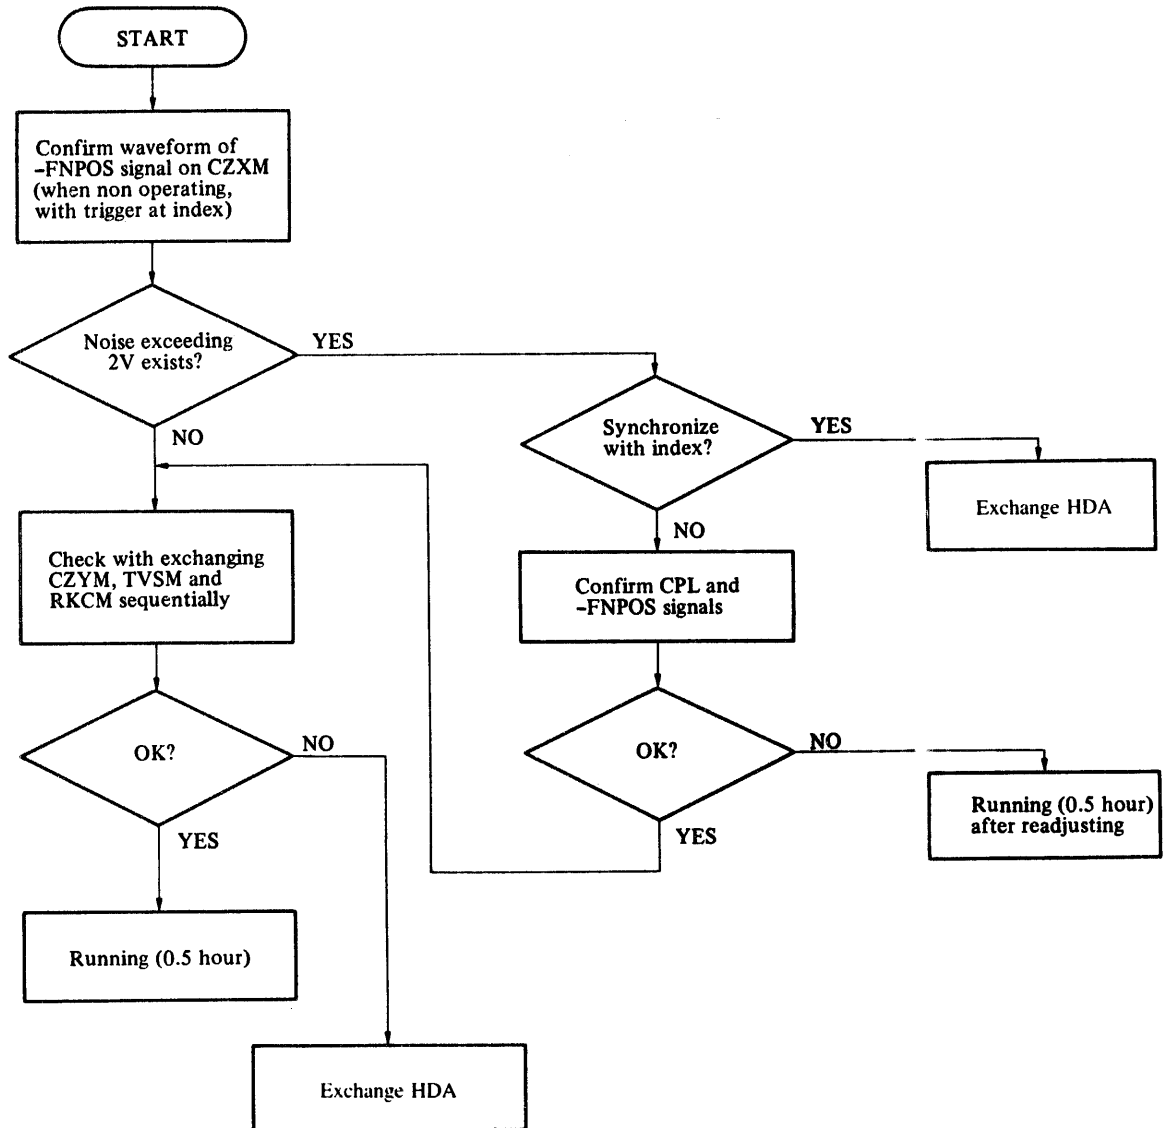 START
Confirm waveform of
-FNPOS signal on CZXM
(when non operating,
with trigger at index)
Noise exceeding
2V exists?
YES
NO
Synchronize
with index?
YES
Exchange HDA
NO
Check with exchanging
CZYM, TVSM and
RKCM sequentially
Confirm CPL and
-FNPOS signals
OK?
NO
YES
OK?
NO
Running (0.5 hour)
after readjusting
YES
Running (0.5 hour)
Exchange HDA